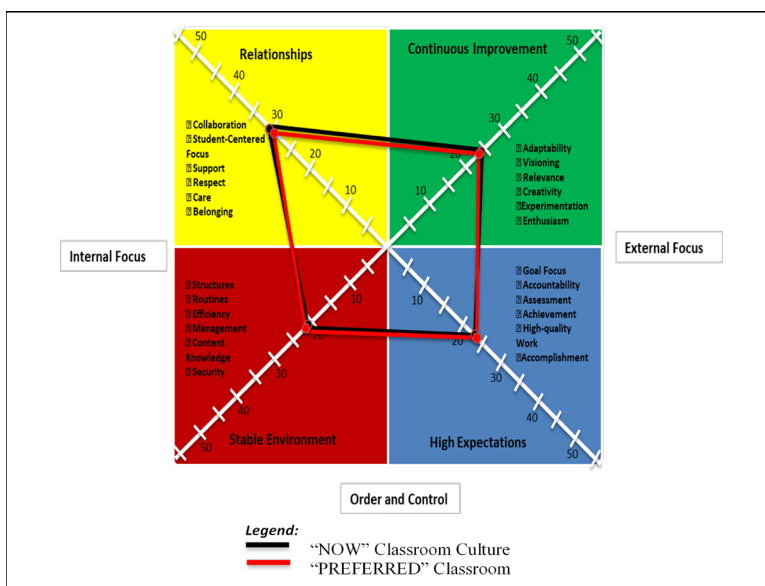 Relationships
50
40
30
20
10
⍰ Collaboration
⍰ Student-Centered
Focus
⍰ Support
⍰ Respect
⍰ Care
⍰ Belonging
Continuous Improvement
50
40
30
20
10
⍰ Adaptability
⍰ Visioning
⍰ Relevance
⍰ Creativity
⍰ Experimentation
⍰ Enthusiasm
Internal Focus
External Focus
⍰ Structures
⍰ Routines
⍰ Efficiency
⍰ Management
⍰ Content
Knowledge
⍰ Security
10
20
30
40
50
Stable Environment
⍰ Goal Focus
⍰ Accountability
⍰ Assessment
⍰ Achievement
⍰ High-quality
Work
⍰ Accomplishment
10
20
30
40
50
High Expectations
Order and Control
Legend:
“NOW” Classroom Culture
“PREFERRED” Classroom